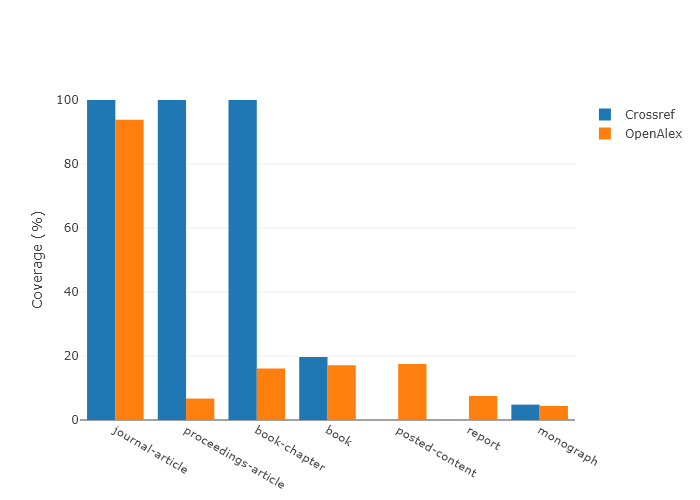 100
80
60
40
20
0
Coverage (%)
Crossref
OpenAlex
journal-article
proceedings-article
book-chapter
book
posted-content
report
monograph